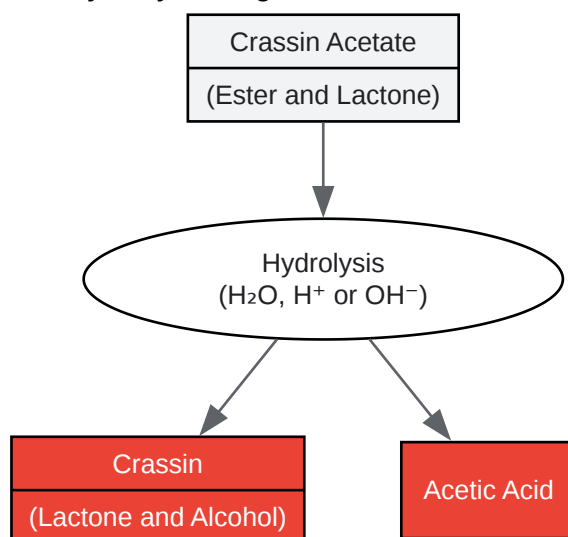 Crassin Acetate
(Ester and Lactone)
Hydrolysis
(H₂O, H⁺ or OH⁻)
Crassin
(Lactone and Alcohol)
Acetic Acid